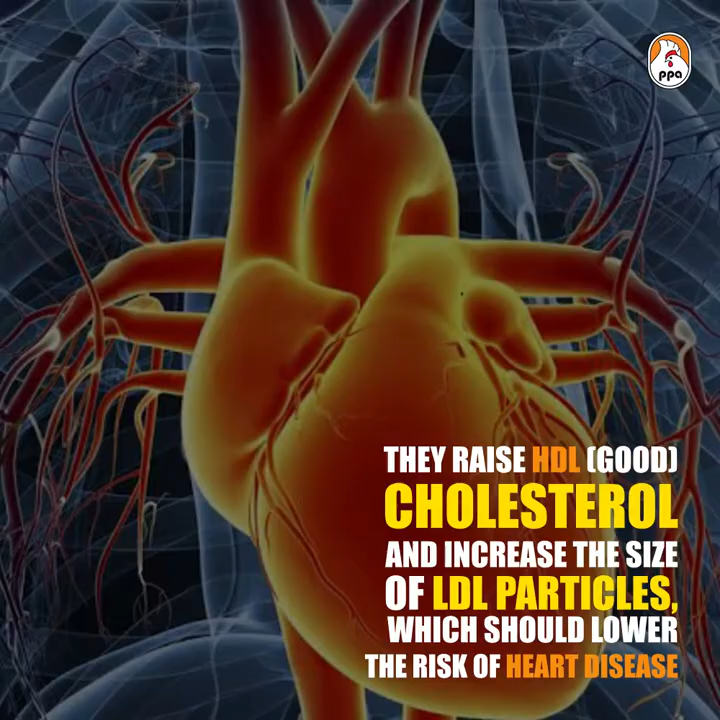 ppa
THEY RAISE HDL (GOOD)
CHOLESTEROL
AND INCREASE THE SIZE
OF LDL PARTICLES,
WHICH SHOULD LOWER
THE RISK OF HEART DISEASE